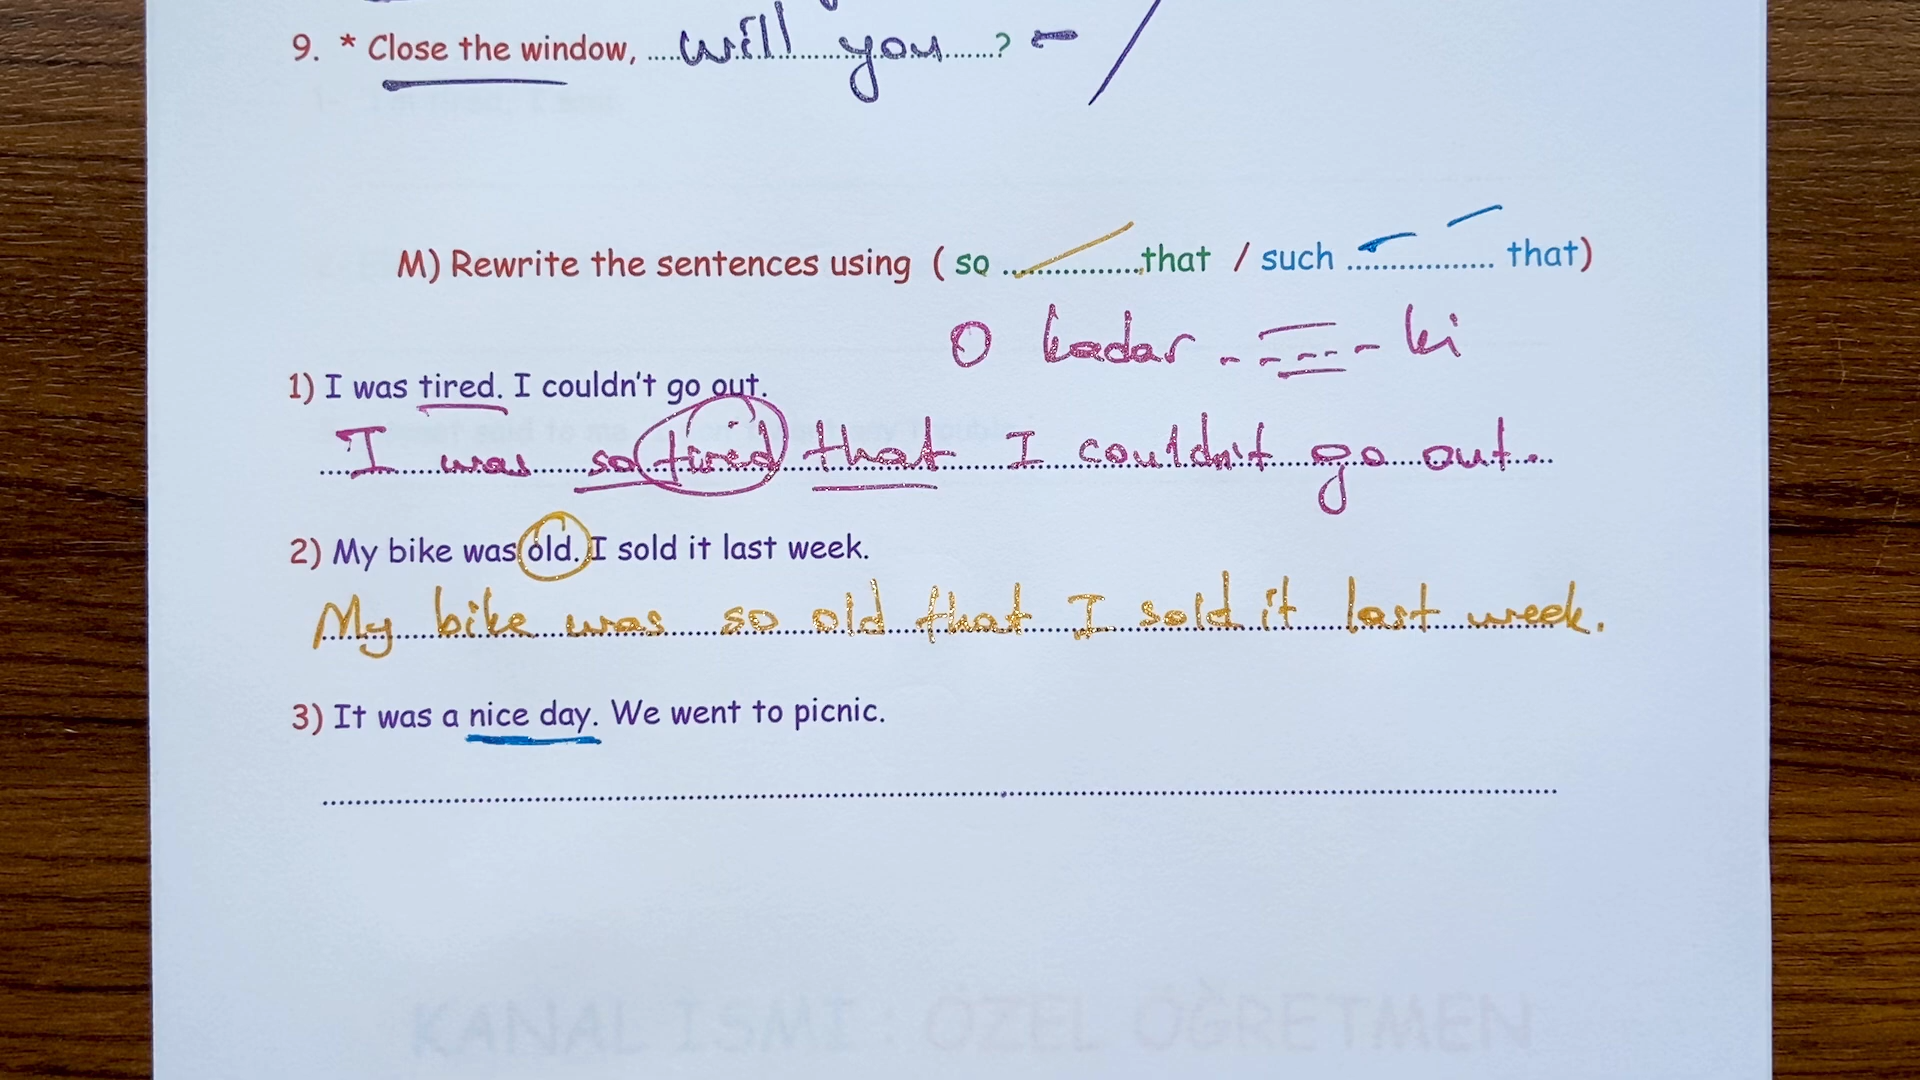 9. * Close the window, .....will you......? -
M) Rewrite the sentences using ( so ................that / such ................. that)
O kadar - - - - - ki
1) I was tired. I couldn't go out.
I was so tired that I couldn't go out.
2) My bike was old. I sold it last week.
My bike was so old that I sold it last week.
3) It was a nice day. We went to picnic.
KANAL İSMİ : ÖZEL ÖĞRETMEN